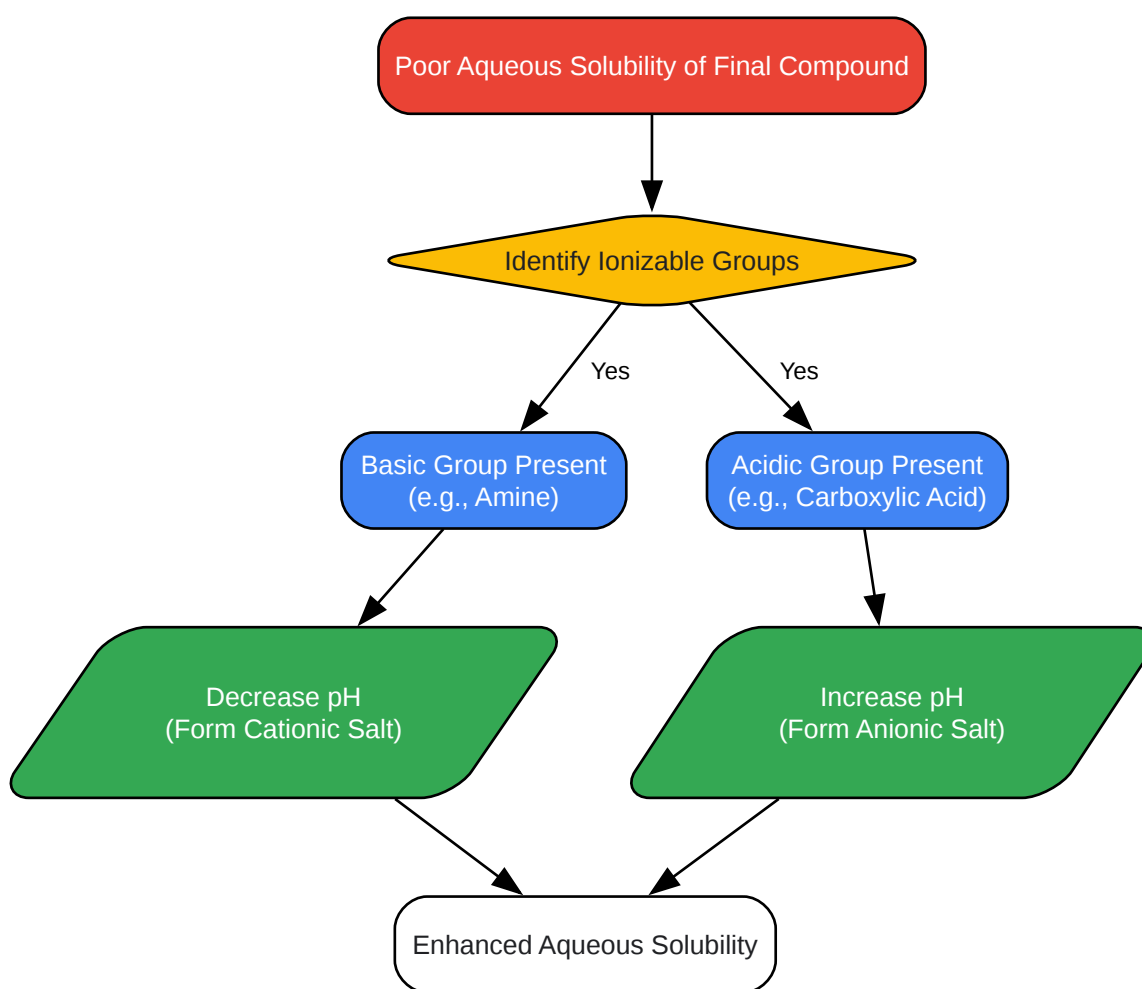 Poor Aqueous Solubility of Final Compound
Identify Ionizable Groups
Yes
Yes
Basic Group Present
(e.g., Amine)
Acidic Group Present
(e.g., Carboxylic Acid)
Decrease pH
(Form Cationic Salt)
Increase pH
(Form Anionic Salt)
Enhanced Aqueous Solubility